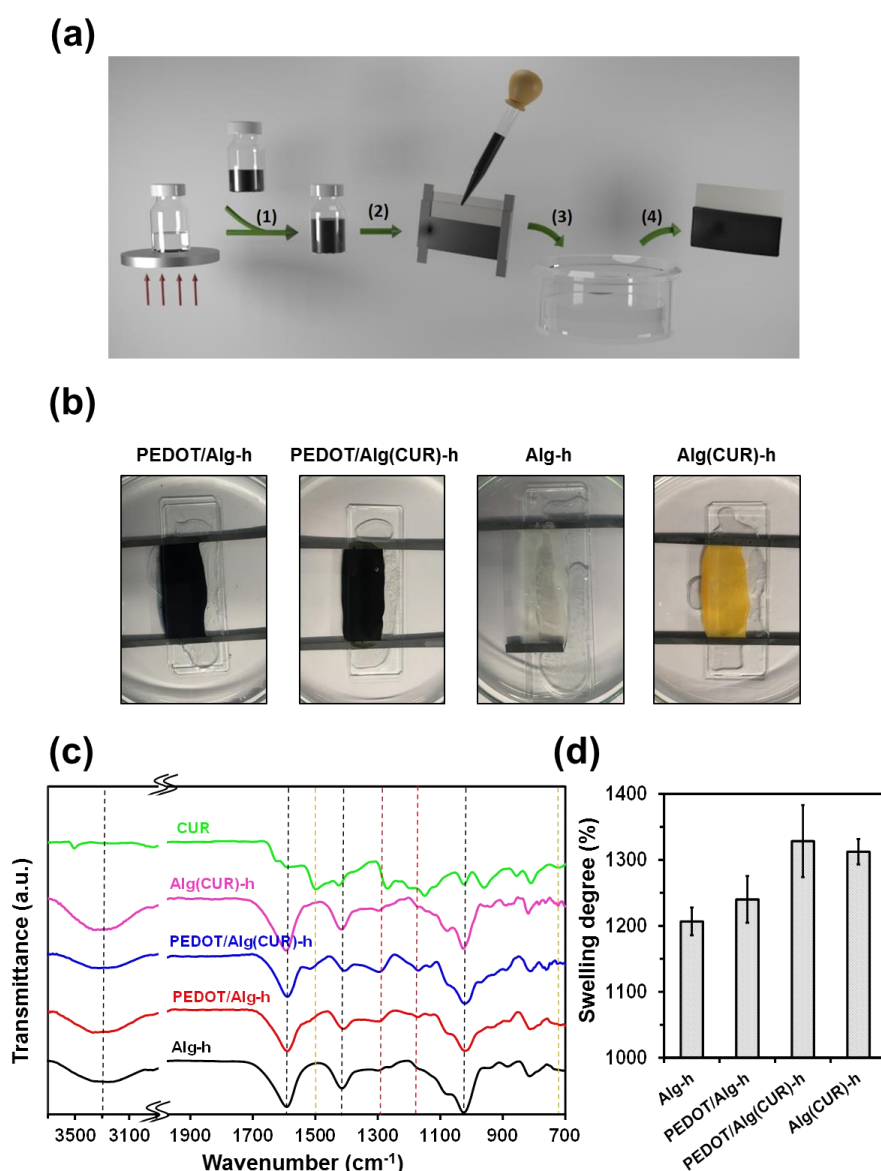 (a)
(1)
(2)
(3)
(4)
(b)
PEDOT/Alg-h
PEDOT/Alg(CUR)-h
Alg-h
Alg(CUR)-h
(c)
Transmittance (a.u.)
CUR
Alg(CUR)-h
PEDOT/Alg(CUR)-h
PEDOT/Alg-h
Alg-h
3500 3100 1900 1500 1300 1100 900 700
Wavenumber (cm⁻¹)
(d)
Swelling degree (%)
1400
1300
1200
1100
1000
Alg-h
PEDOT/Alg-h
PEDOT/Alg(CUR)-h
Alg(CUR)-h